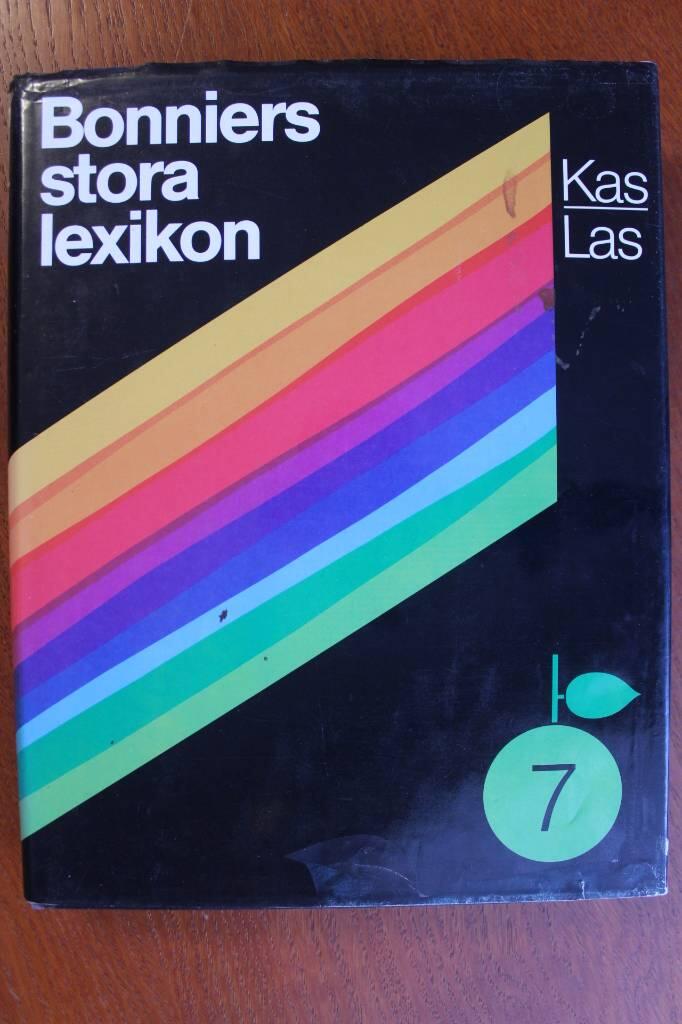 Bonniers
stora
lexikon
Kas
Las
7